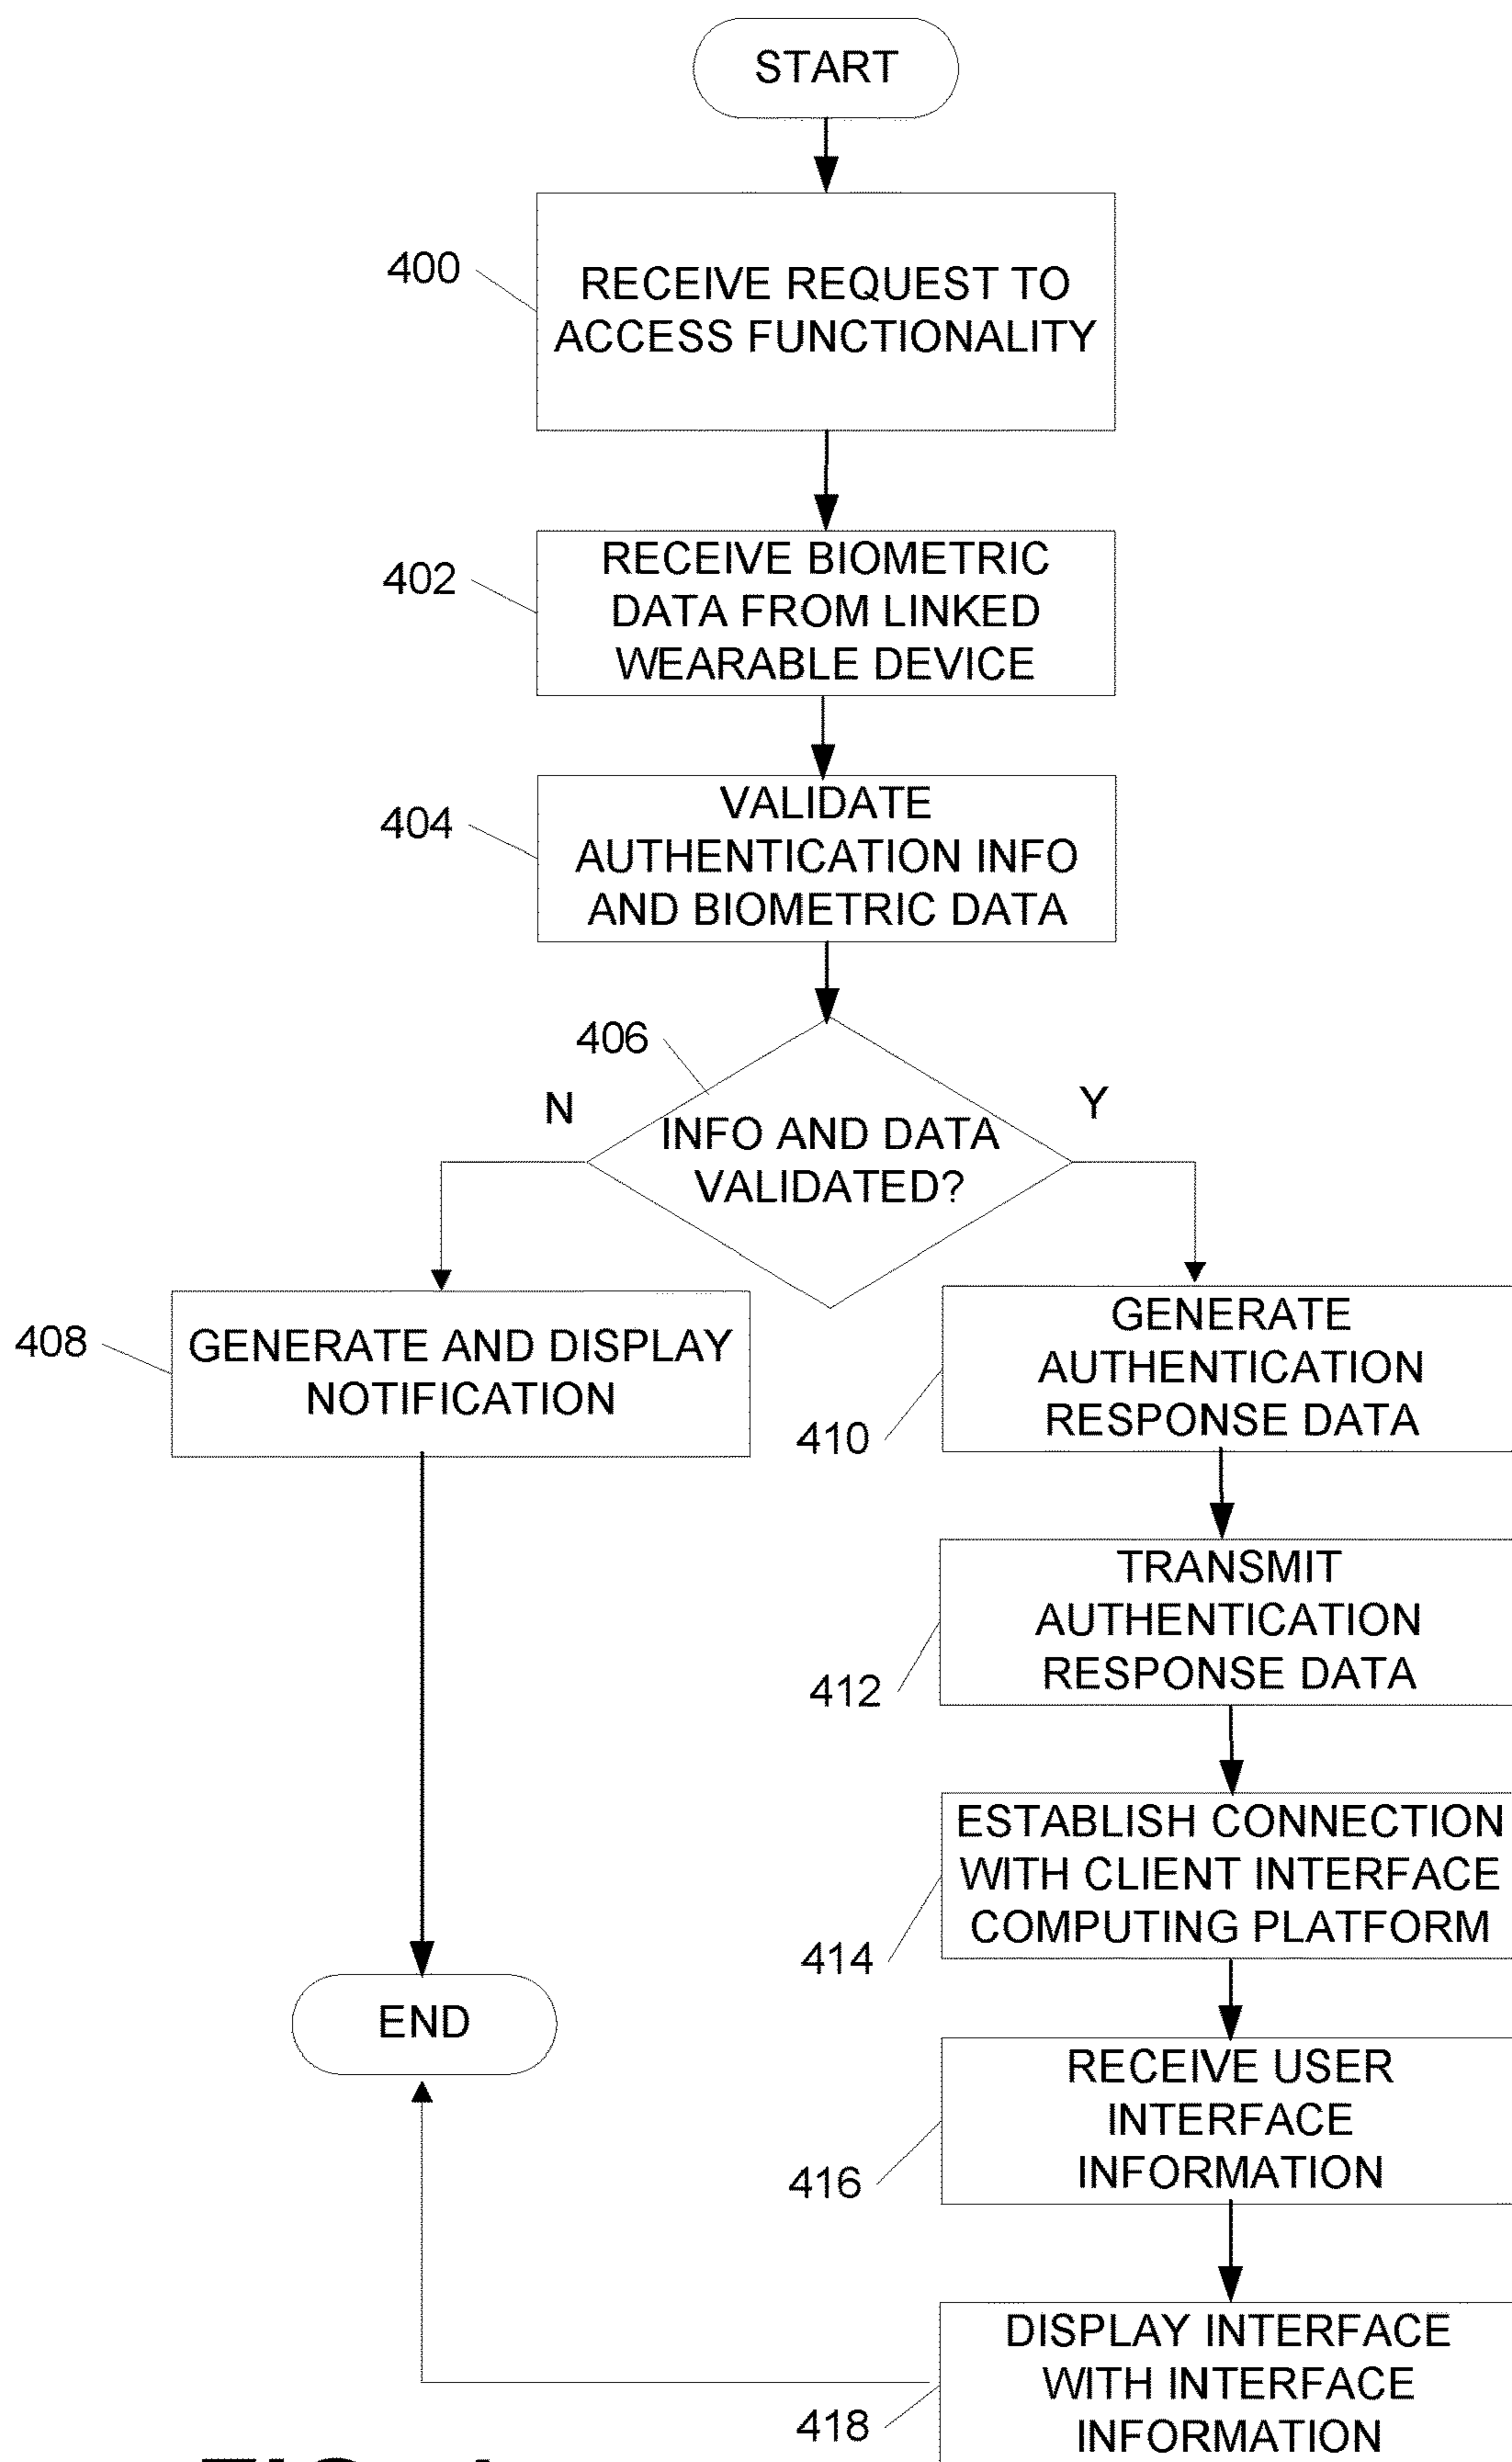 START
400
RECEIVE REQUEST TO
ACCESS FUNCTIONALITY
402
RECEIVE BIOMETRIC
DATA FROM LINKED
WEARABLE DEVICE
404
VALIDATE
AUTHENTICATION INFO
AND BIOMETRIC DATA
406
N
Y
INFO AND DATA
VALIDATED?
408
GENERATE AND DISPLAY
NOTIFICATION
410
GENERATE
AUTHENTICATION
RESPONSE DATA
412
TRANSMIT
AUTHENTICATION
RESPONSE DATA
414
ESTABLISH CONNECTION
WITH CLIENT INTERFACE
COMPUTING PLATFORM
END
416
RECEIVE USER
INTERFACE
INFORMATION
418
DISPLAY INTERFACE
WITH INTERFACE
INFORMATION